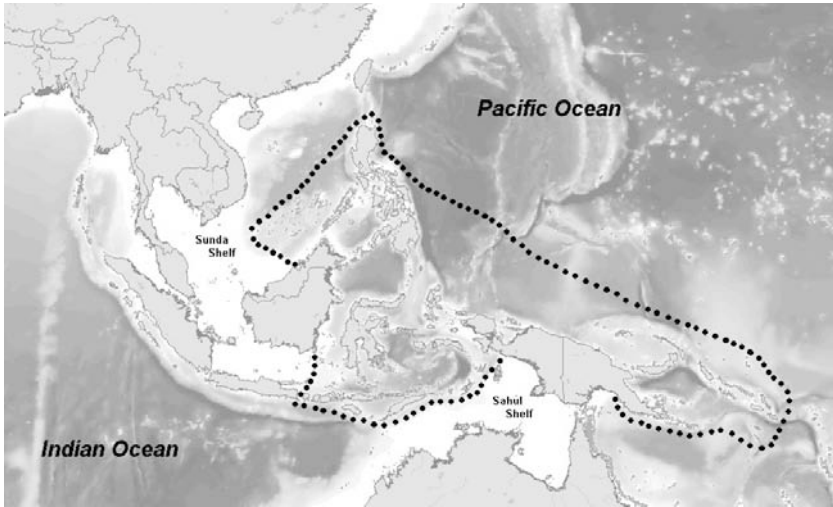 Pacific Ocean
Sunda
Shelf
Sahul
Shelf
Indian Ocean